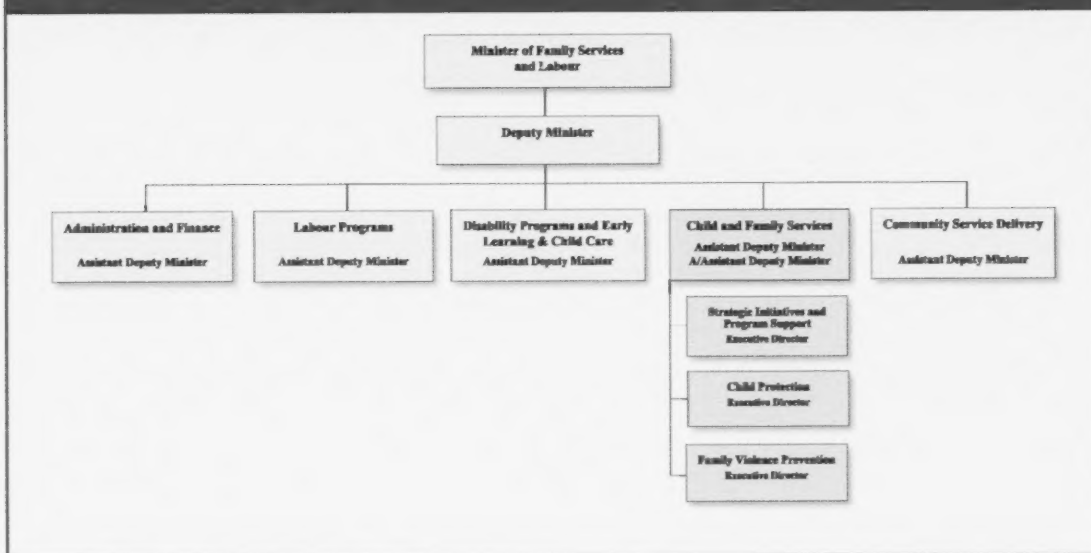 Minister of Family Services
and Labour
Deputy Minister
Administration and Finance
Assistant Deputy Minister
Labour Programs
Assistant Deputy Minister
Disability Programs and Early
Learning & Child Care
Assistant Deputy Minister
Child and Family Services
Assistant Deputy Minister
A/Assistant Deputy Minister
Community Service Delivery
Assistant Deputy Minister
Strategic Initiatives and
Program Support
Executive Director
Child Protection
Executive Director
Family Violence Prevention
Executive Director